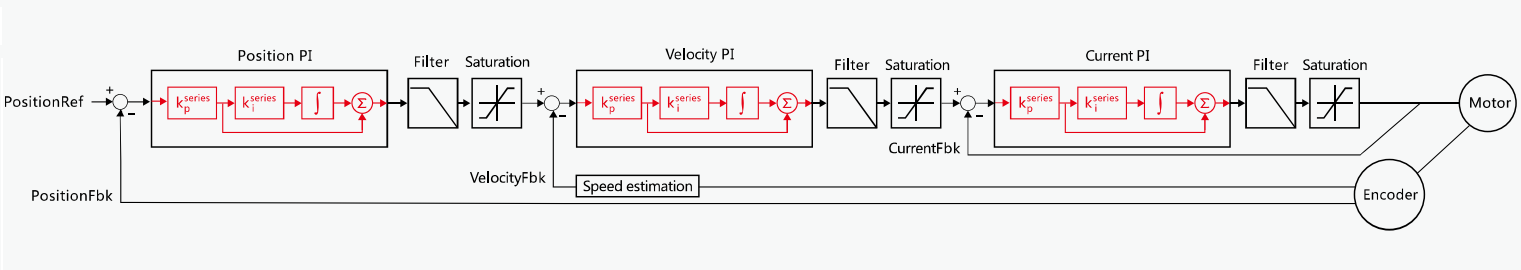 Position PI
Filter
Saturation
Velocity PI
Filter
Saturation
Current PI
Filter
Saturation
PositionRef
+
−
k_p^series
k_i^series
∫
Σ
+
−
k_p^series
k_i^series
∫
Σ
+
−
k_p^series
k_i^series
∫
Σ
Motor
CurrentFbk
VelocityFbk
Speed estimation
PositionFbk
Encoder